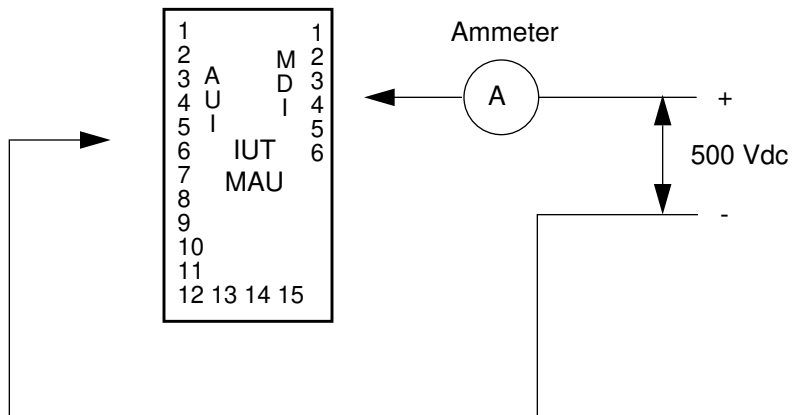 1 1
2 M 2
3 A D 3
4 U I 4
5 I 5
6 IUT 6
7 MAU
8
9
10
11
12 13 14 15
Ammeter
A
+
500 Vdc
-